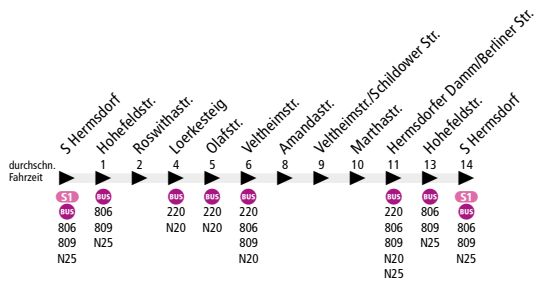 S Hermsdorf
Hohefeldstr.
Roswithastr.
Loerkesteig
Olafstr.
Veltheimstr.
Amandastr.
Veltheimstr./Schildower Str.
Marthastr.
Hermsdorfer Damm/Berliner Str.
Hohefeldstr.
S Hermsdorf
durchschn. 1 2 4 5 6 8 9 10 11 13 14
Fahrzeit
S1 BUS BUS BUS BUS BUS BUS S1
BUS 806 220 220 220 220 806 BUS
806 809 N20 N20 806 806 809 806
809 N25 809 809 N25 809
N25 N20 N20 N25
N25